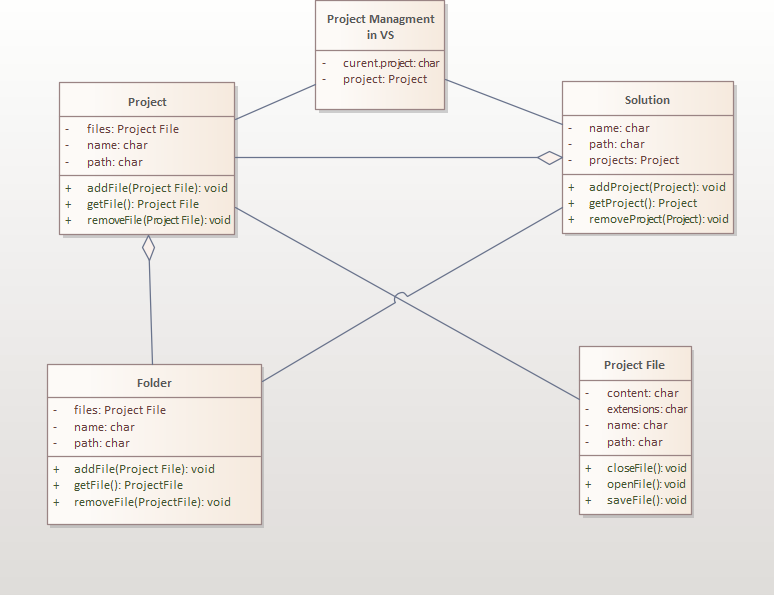 Project Managment
in VS
- curent.project: char
- project: Project
Project
- files: Project File
- name: char
- path: char
+ addFile(Project File): void
+ getFile(): Project File
+ removeFile(Project File): void
Solution
- name: char
- path: char
- projects: Project
+ addProject(Project): void
+ getProject(): Project
+ removeProject(Project): void
Folder
- files: Project File
- name: char
- path: char
+ addFile(Project File): void
+ getFile(): ProjectFile
+ removeFile(ProjectFile): void
Project File
- content: char
- extensions: char
- name: char
- path: char
+ closeFile(): void
+ openFile(): void
+ saveFile(): void